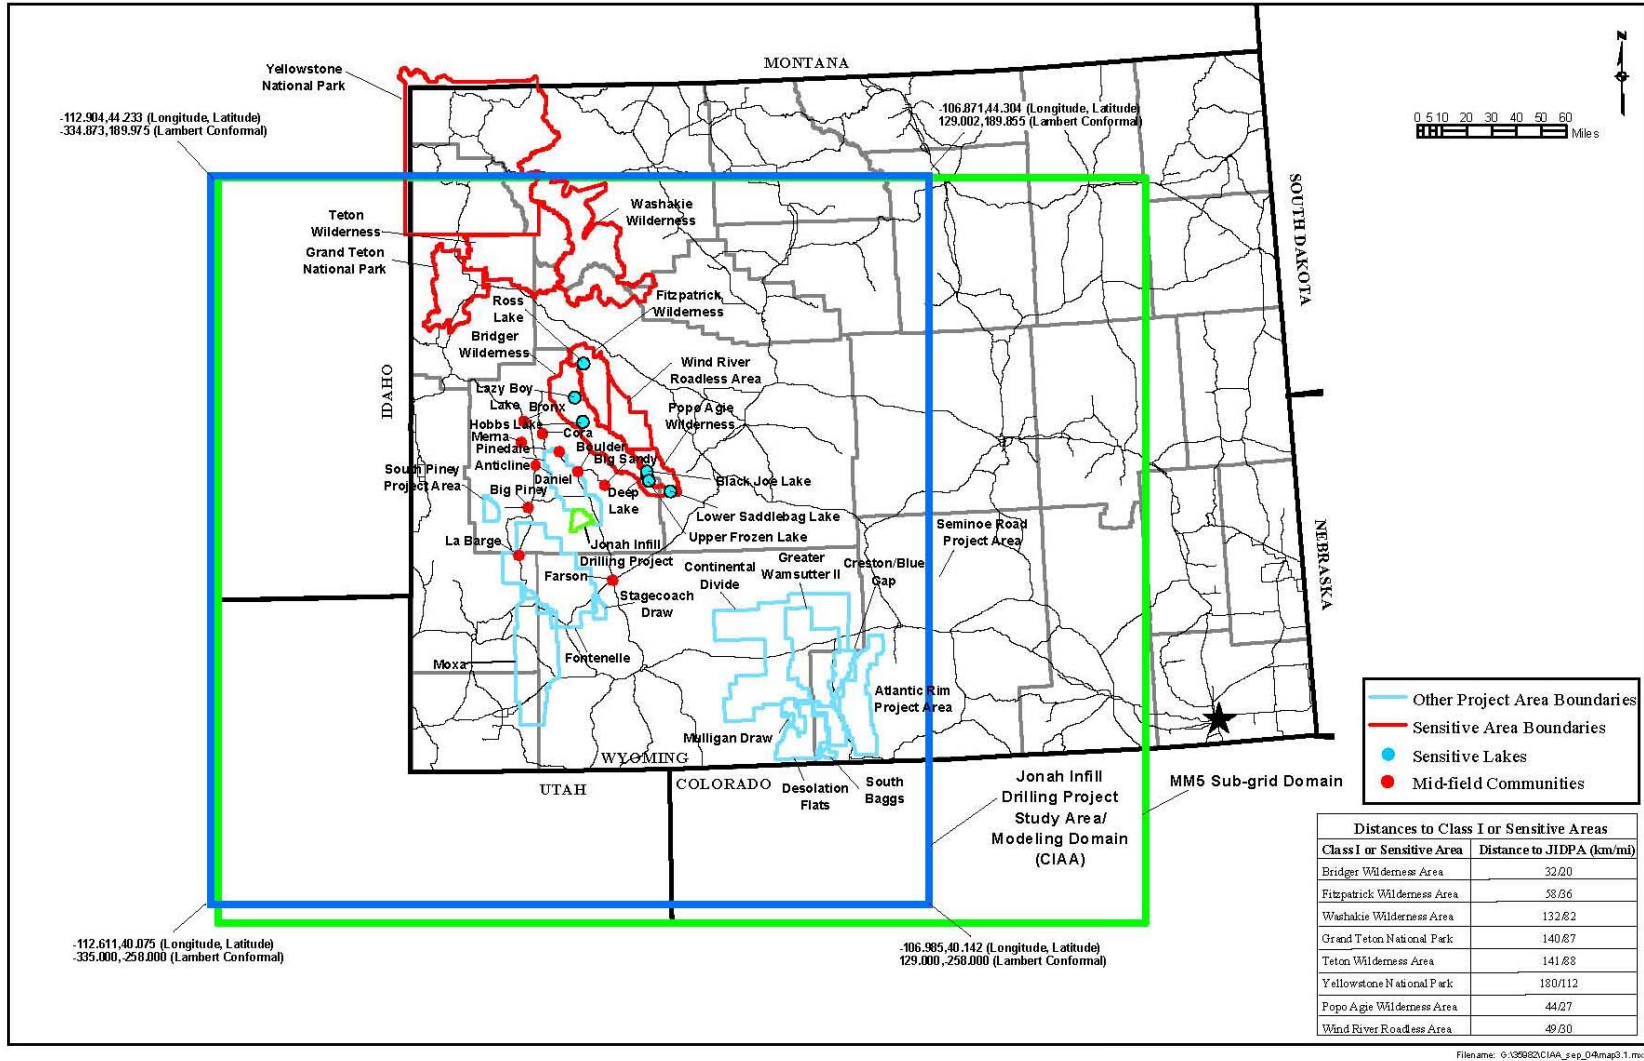 MONTANA
Yellowstone
National Park
N
-112.904,44.233 (Longitude, Latitude)
-334.873,189.975 (Lambert Conformal)
-106.871,44.304 (Longitude, Latitude)
129.002,189.855 (Lambert Conformal)
0 5 10 20 30 40 50 60
Miles
SOUTH DAKOTA
Teton
Wilderness
Washakie
Wilderness
Grand Teton
National Park
Ross
Lake
Fitzpatrick
Wilderness
Bridger
Wilderness
IDAHO
Wind River
Roadless Area
Lazy Boy
Lake
Bronx
Popo Agie
Wilderness
Hobbs Lake
Cora
Merna
Pinedale
Anticline
Boulder
Big Sandy
South Piney
Project Area
Daniel
Big Piney
Deep
Lake
Black Joe Lake
Lower Saddlebag Lake
Upper Frozen Lake
Seminoe Road
Project Area
NEBRASKA
La Barge
Jonah Infill
Drilling Project
Farson
Continental
Divide
Greater
Wamsutter II
Creston/Blue
Gap
Stagecoach
Draw
Moxa
Fontenelle
Atlantic Rim
Project Area
Mulligan Draw
WYOMING
UTAH
COLORADO
Desolation
Flats
South
Baggs
Jonah Infill
Drilling Project
Study Area/
Modeling Domain
(CIAA)
MM5 Sub-grid Domain
Other Project Area Boundaries
Sensitive Area Boundaries
Sensitive Lakes
Mid-field Communities
Distances to Class I or Sensitive Areas
Class I or Sensitive Area Distance to JIDPA (km/mi)
Bridger Wilderness Area 32/20
Fitzpatrick Wilderness Area 58/36
Washakie Wilderness Area 132/82
Grand Teton National Park 140/87
Teton Wilderness Area 141/88
Yellowstone National Park 180/112
Popo Agie Wilderness Area 44/27
Wind River Roadless Area 49/30
-112.611,40.075 (Longitude, Latitude)
-335.000,-258.000 (Lambert Conformal)
-106.985,40.142 (Longitude, Latitude)
129.000,-258.000 (Lambert Conformal)
Filename: G:\35982\CIAA_sep_04\map3.1.mx